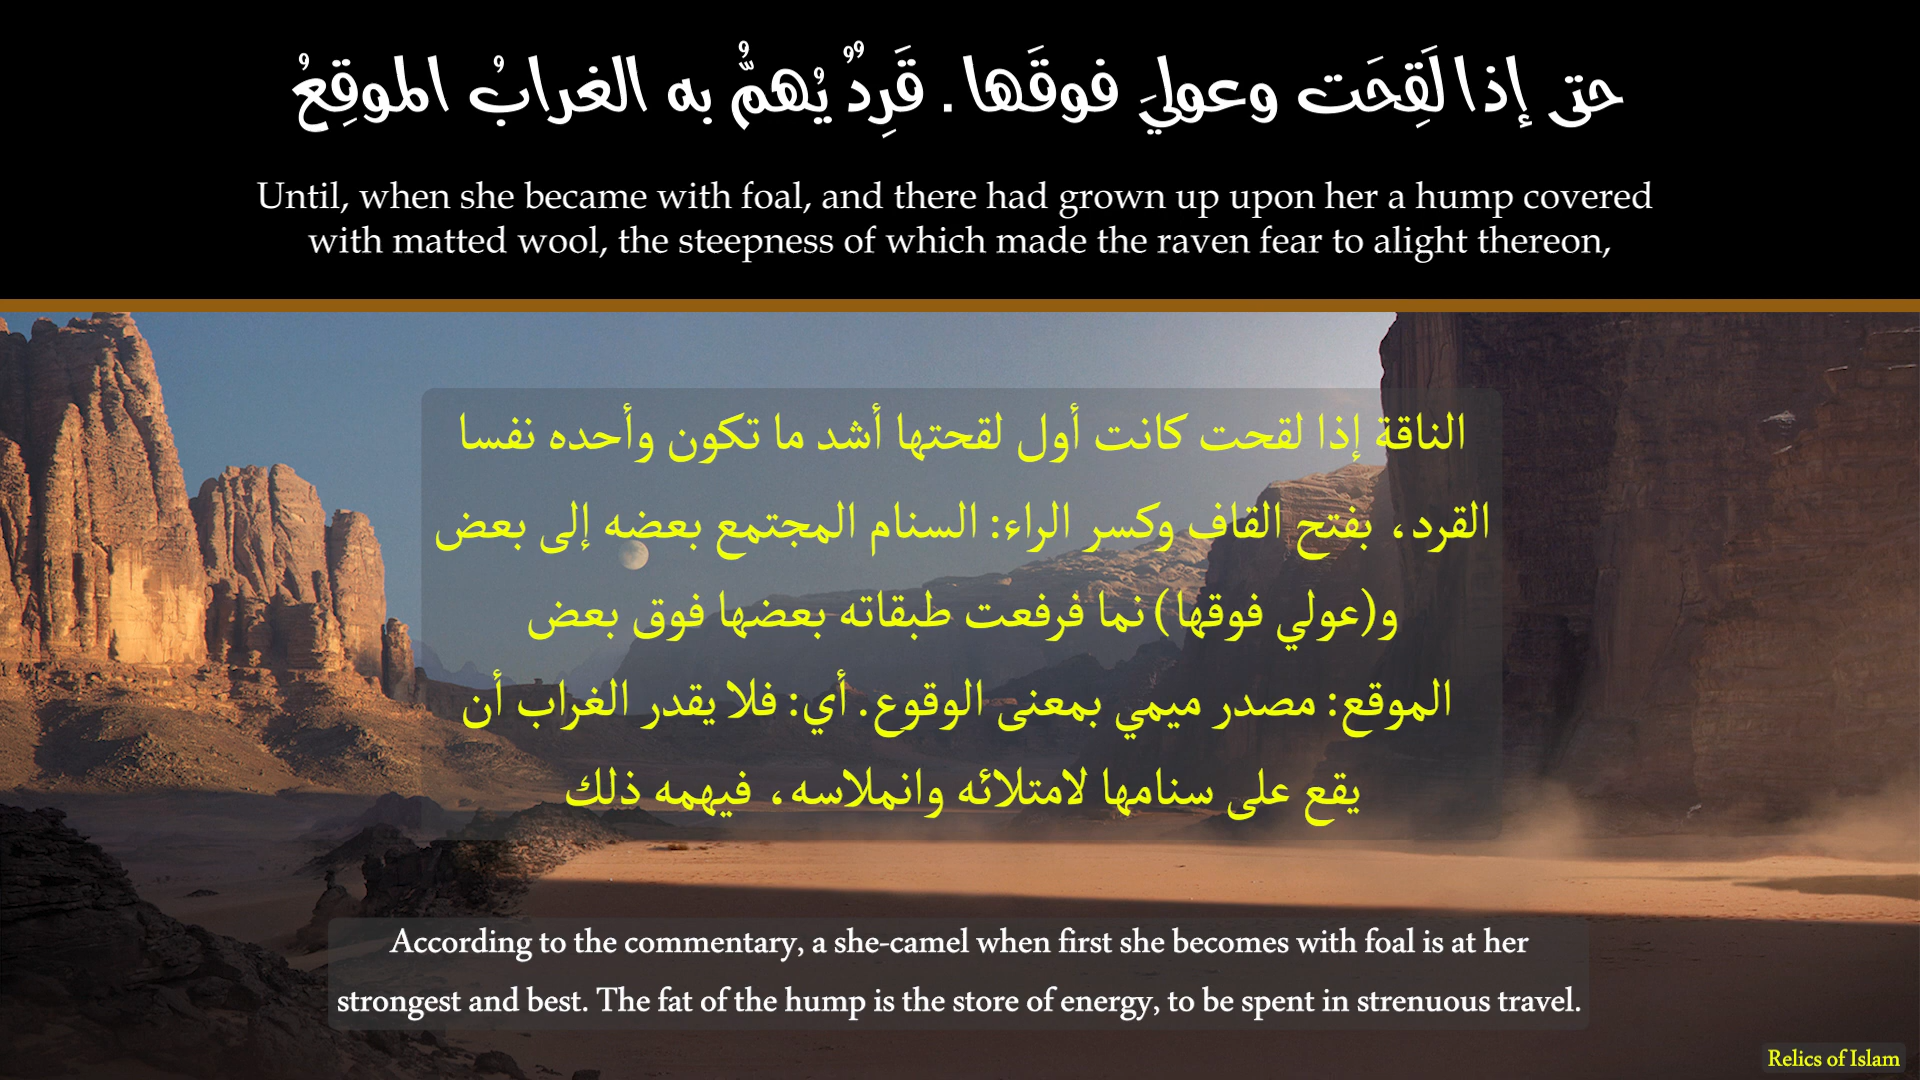 حتى إذا لَقِحَت وعوليَ فوقَها . قَرِدٌ يُهمُّ به الغرابُ الموقِعُ
Until, when she became with foal, and there had grown up upon her a hump covered
with matted wool, the steepness of which made the raven fear to alight thereon,
الناقة إذا لقحت كانت أول لقحتها أشد ما تكون وأحده نفسا
القرد، بفتح القاف وكسر الراء: السنام المجتمع بعضه إلى بعض
و(عولي فوقها) نما فرفعت طبقاته بعضها فوق بعض
الموقع: مصدر ميمي بمعنى الوقوع. أي: فلا يقدر الغراب أن
يقع على سنامها لامتلائه وانملاسه، فيهمه ذلك
According to the commentary, a she-camel when first she becomes with foal is at her
strongest and best. The fat of the hump is the store of energy, to be spent in strenuous travel.
Relics of Islam